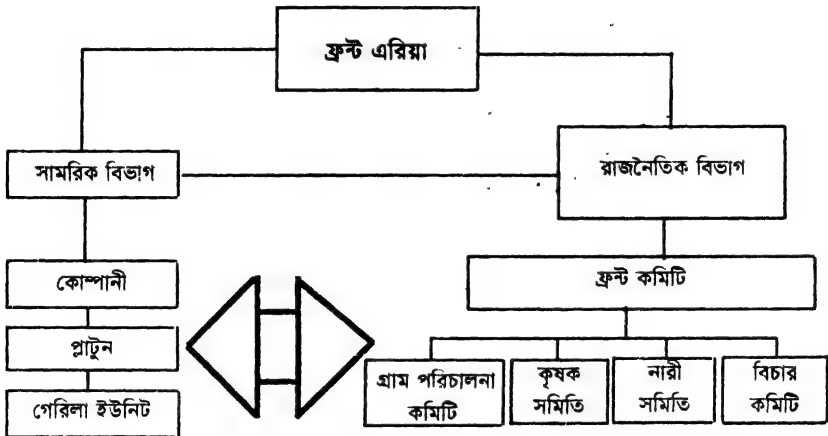 ফ্রন্ট এরিয়া
সামরিক বিভাগ
রাজনৈতিক বিভাগ
কোম্পানী
ফ্রন্ট কমিটি
প্লাটুন
গ্রাম পরিচালনা
কমিটি
কৃষক
সমিতি
নারী
সমিতি
বিচার
কমিটি
গেরিলা ইউনিট